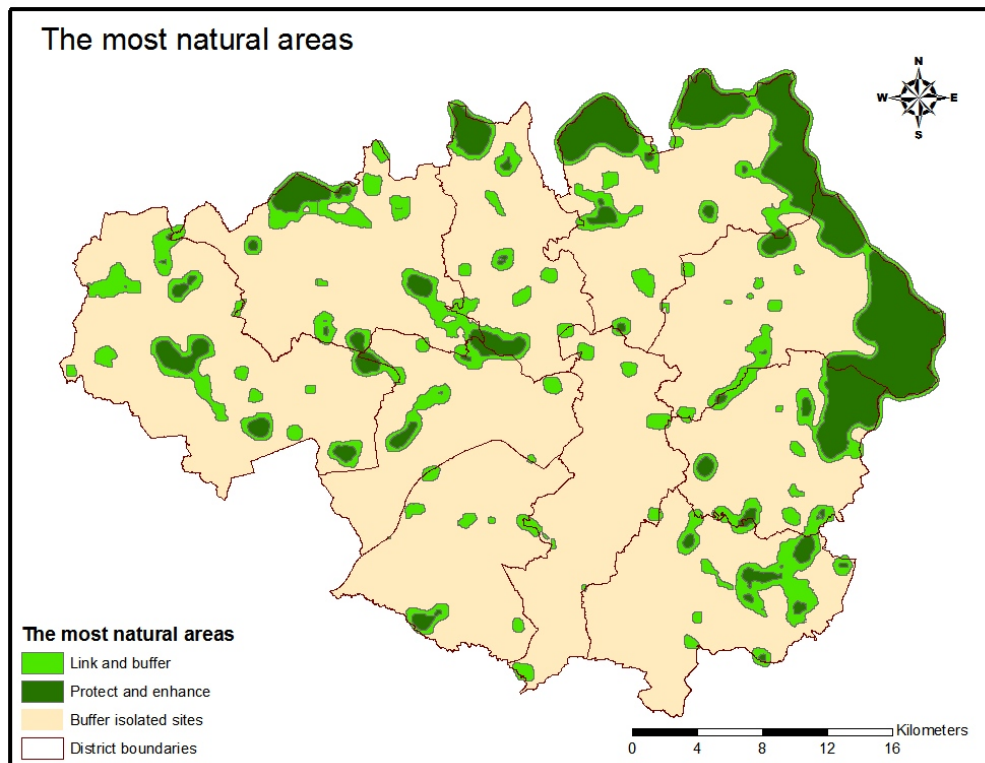 The most natural areas
N
W E
S
The most natural areas
Link and buffer
Protect and enhance
Buffer isolated sites
District boundaries
Kilometers
0 4 8 12 16